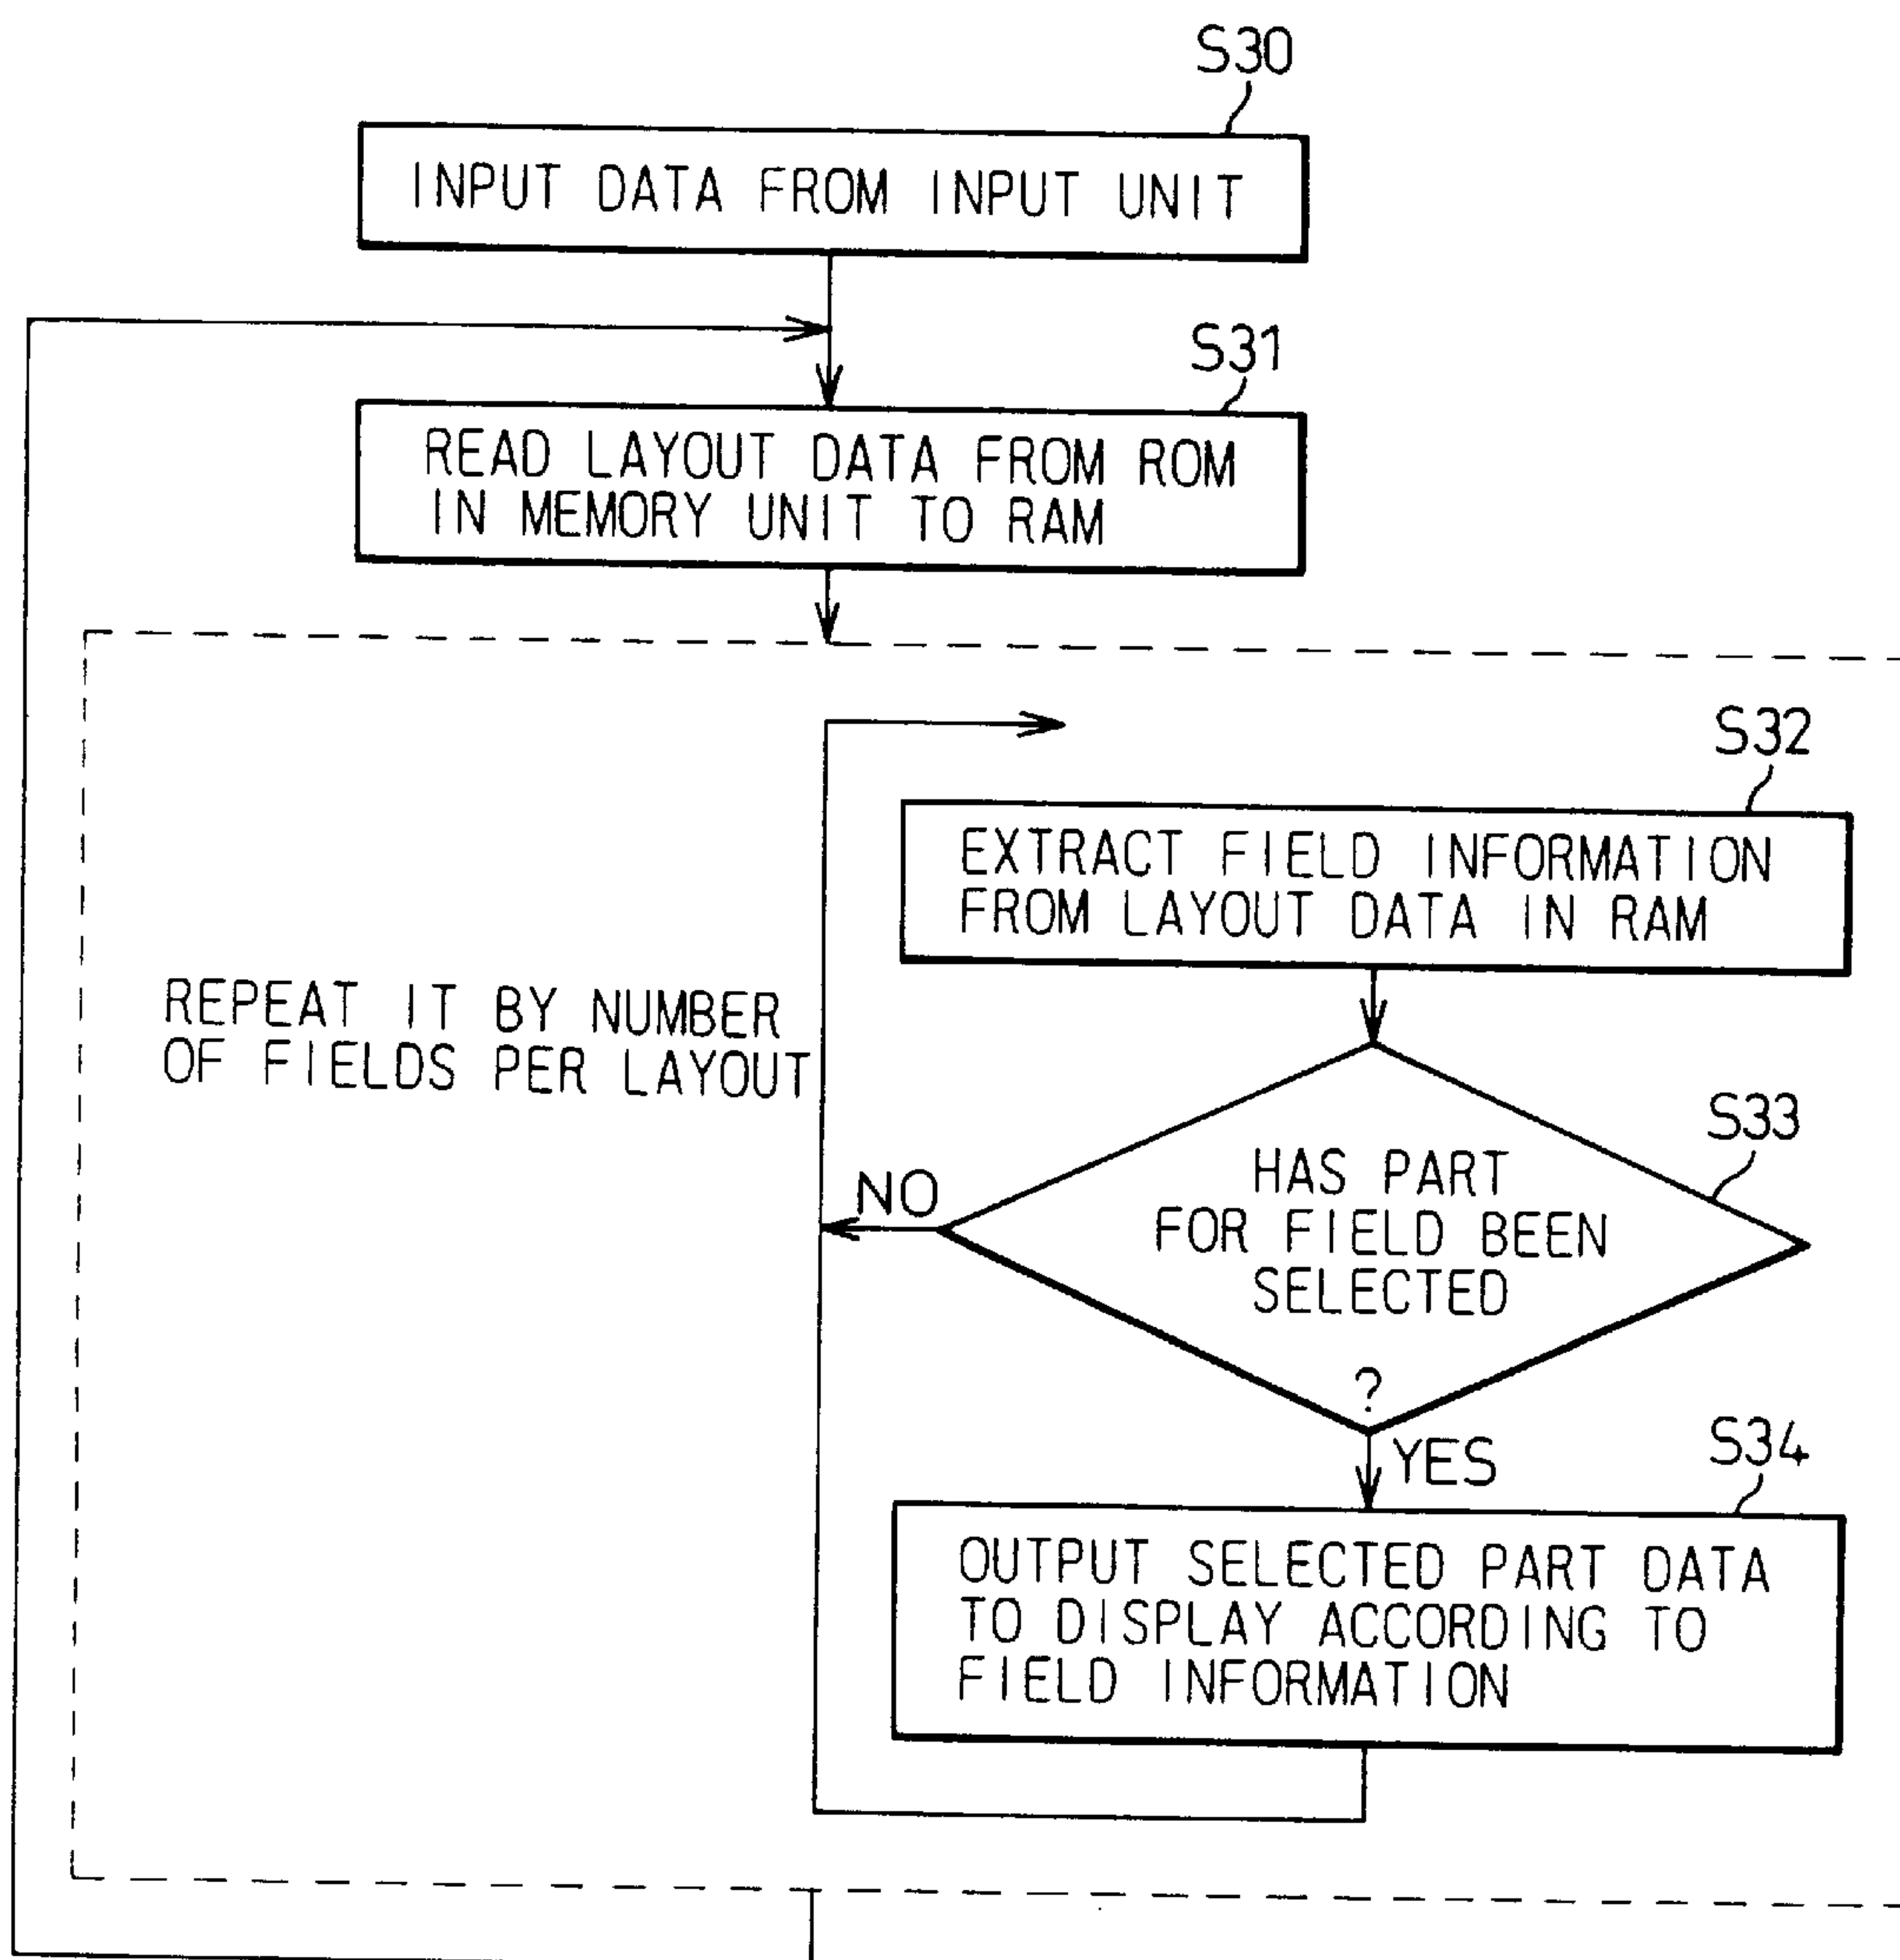 S30
INPUT DATA FROM INPUT UNIT
S31
READ LAYOUT DATA FROM ROM
IN MEMORY UNIT TO RAM
S32
EXTRACT FIELD INFORMATION
FROM LAYOUT DATA IN RAM
REPEAT IT BY NUMBER
OF FIELDS PER LAYOUT
S33
HAS PART
FOR FIELD BEEN
SELECTED
?
NO
YES
S34
OUTPUT SELECTED PART DATA
TO DISPLAY ACCORDING TO
FIELD INFORMATION